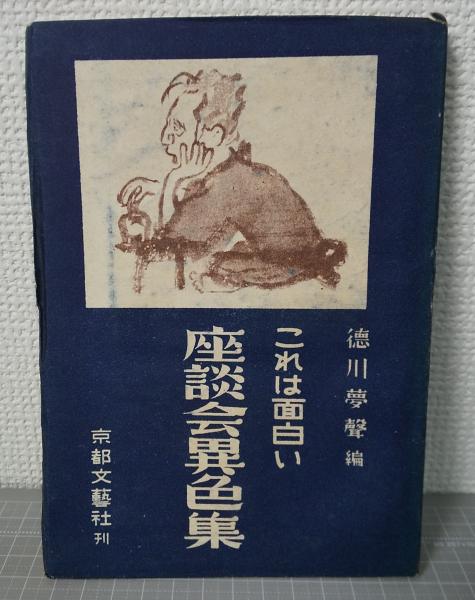 徳川夢聲 編
これは面白い
座談会異色集
京都文藝社 刊